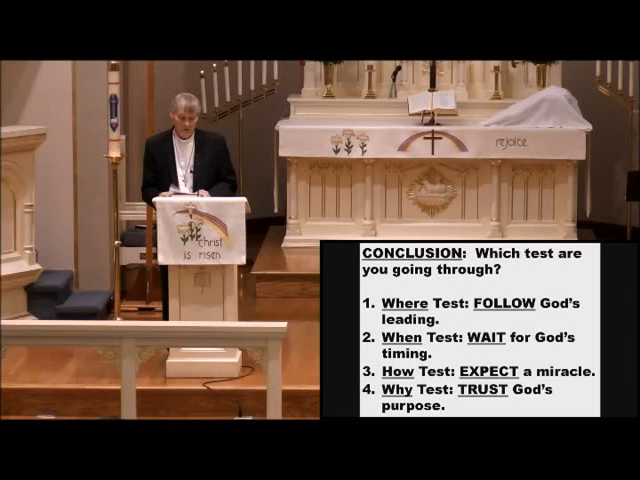 rejoice
Christ
is risen
CONCLUSION: Which test are
you going through?
1. Where Test: FOLLOW God's
leading.
2. When Test: WAIT for God's
timing.
3. How Test: EXPECT a miracle.
4. Why Test: TRUST God's
purpose.